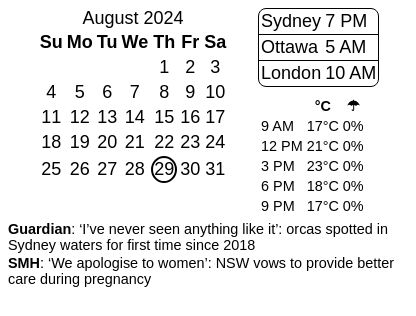 August 2024
Su Mo Tu We Th Fr Sa
1 2 3
4 5 6 7 8 9 10
11 12 13 14 15 16 17
18 19 20 21 22 23 24
25 26 27 28 29 30 31
Sydney 7 PM
Ottawa 5 AM
London 10 AM
°C ☂
9 AM 17°C 0%
12 PM 21°C 0%
3 PM 23°C 0%
6 PM 18°C 0%
9 PM 17°C 0%
Guardian: ‘I’ve never seen anything like it’: orcas spotted in
Sydney waters for first time since 2018
SMH: ‘We apologise to women’: NSW vows to provide better
care during pregnancy